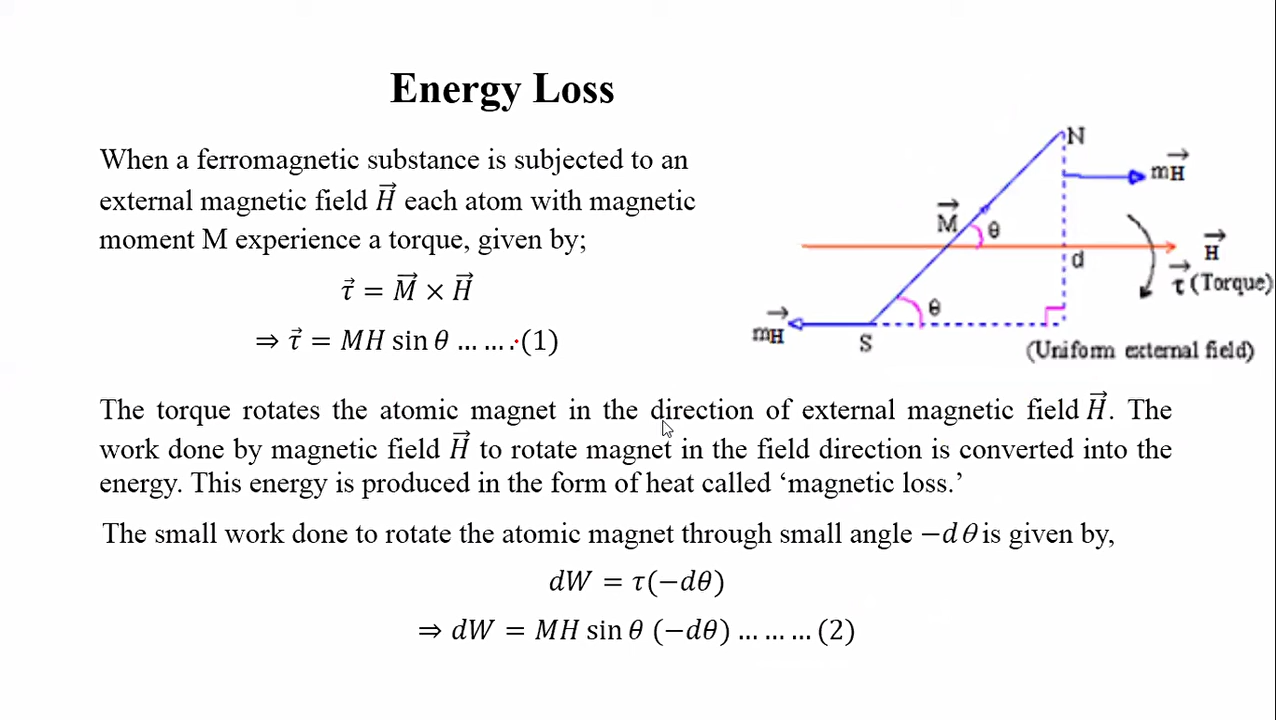 Energy Loss
When a ferromagnetic substance is subjected to an
external magnetic field H⃗ each atom with magnetic
moment M experience a torque, given by;
τ⃗ = M⃗ × H⃗
⇒ τ⃗ = MH sin θ … … . . (1)
N
mH⃗
M⃗
θ
H⃗
d
τ⃗ (Torque)
θ
mH⃗
S
(Uniform external field)
The torque rotates the atomic magnet in the direction of external magnetic field H⃗. The
work done by magnetic field H⃗ to rotate magnet in the field direction is converted into the
energy. This energy is produced in the form of heat called ‘magnetic loss.’
The small work done to rotate the atomic magnet through small angle −d θ is given by,
dW = τ(−dθ)
⇒ dW = MH sin θ (−dθ) … … … (2)